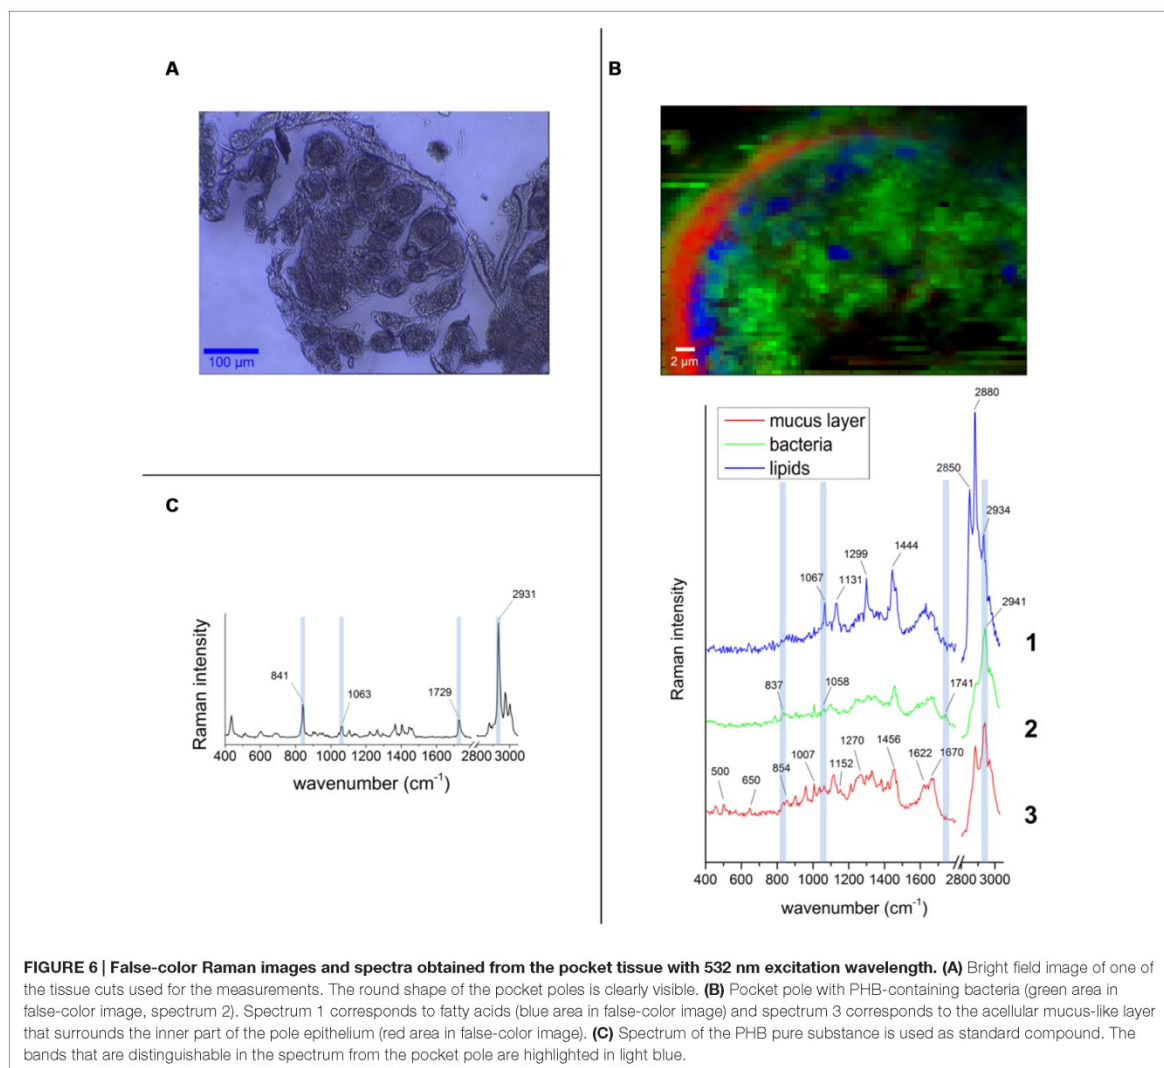 A
100 µm
B
2 µm
mucus layer
bacteria
lipids
2880
2850
2934
1299
1444
1067
1131
2941
1
837
1058
1741
2
1007
1270
1456
1622
1670
500
650
854
1152
3
Raman intensity
400 600 800 1000 1200 1400 1600 2800 3000
wavenumber (cm-1)
C
2931
841
1063
1729
Raman intensity
400 600 800 1000 1200 1400 1600 2800 3000
wavenumber (cm-1)
FIGURE 6 | False-color Raman images and spectra obtained from the pocket tissue with 532 nm excitation wavelength. (A) Bright field image of one of
the tissue cuts used for the measurements. The round shape of the pocket poles is clearly visible. (B) Pocket pole with PHB-containing bacteria (green area in
false-color image, spectrum 2). Spectrum 1 corresponds to fatty acids (blue area in false-color image) and spectrum 3 corresponds to the acellular mucus-like layer
that surrounds the inner part of the pole epithelium (red area in false-color image). (C) Spectrum of the PHB pure substance is used as standard compound. The
bands that are distinguishable in the spectrum from the pocket pole are highlighted in light blue.